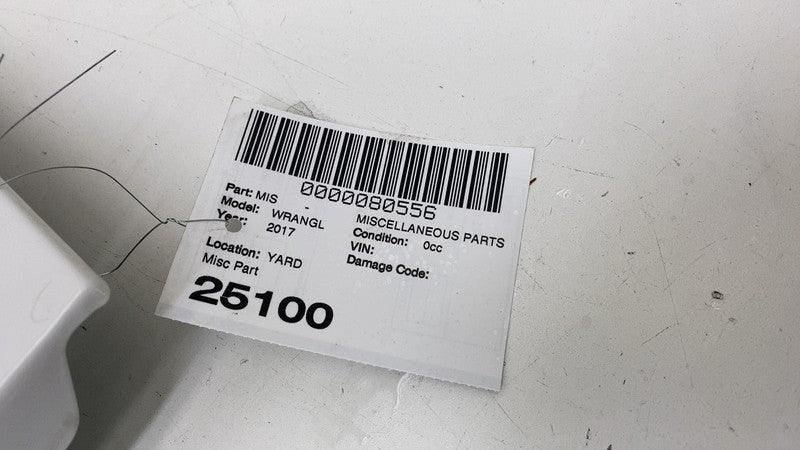 0000080556
Part: MIS - MISCELLANEOUS PARTS
Model: WRANGL Condition: 0cc
Year: 2017 VIN:
Location: YARD Damage Code:
Misc Part
25100